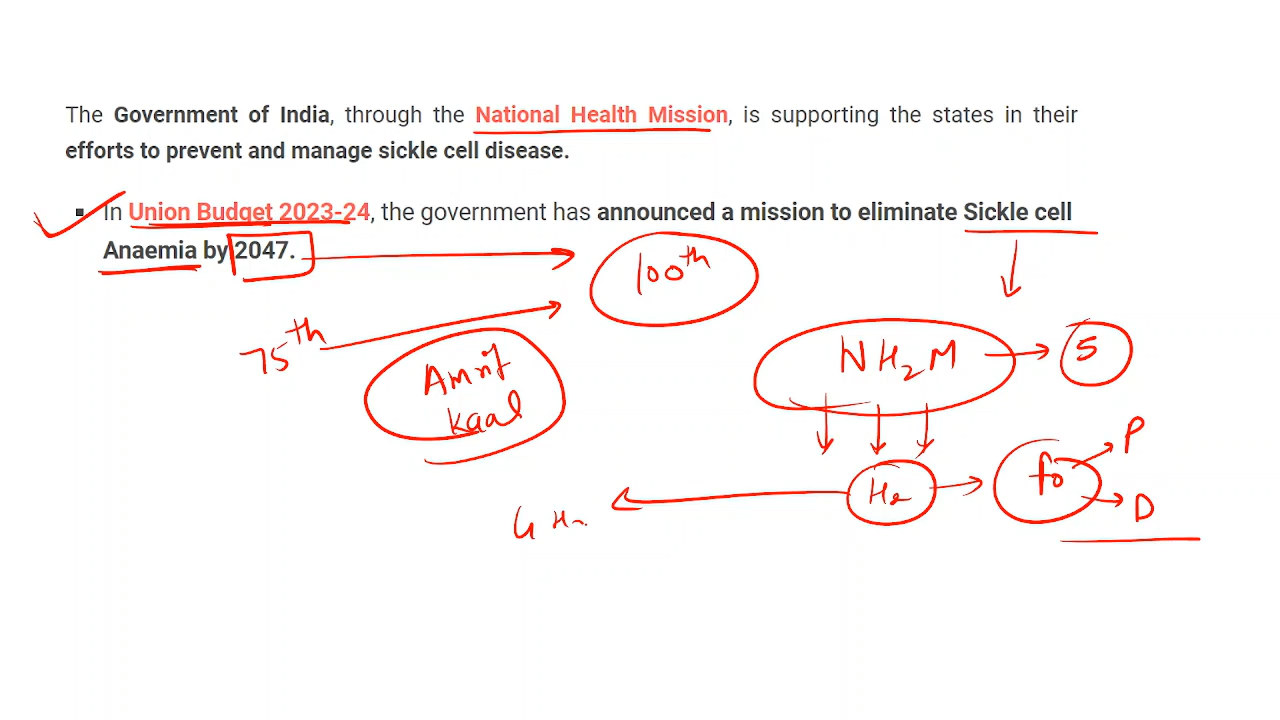 The Government of India, through the National Health Mission, is supporting the states in their
efforts to prevent and manage sickle cell disease.
▪ In Union Budget 2023-24, the government has announced a mission to eliminate Sickle cell
Anaemia by 2047.
100th
75th
Amrit
Kaal
NH2M
5
P
H2
fo
D
G H2